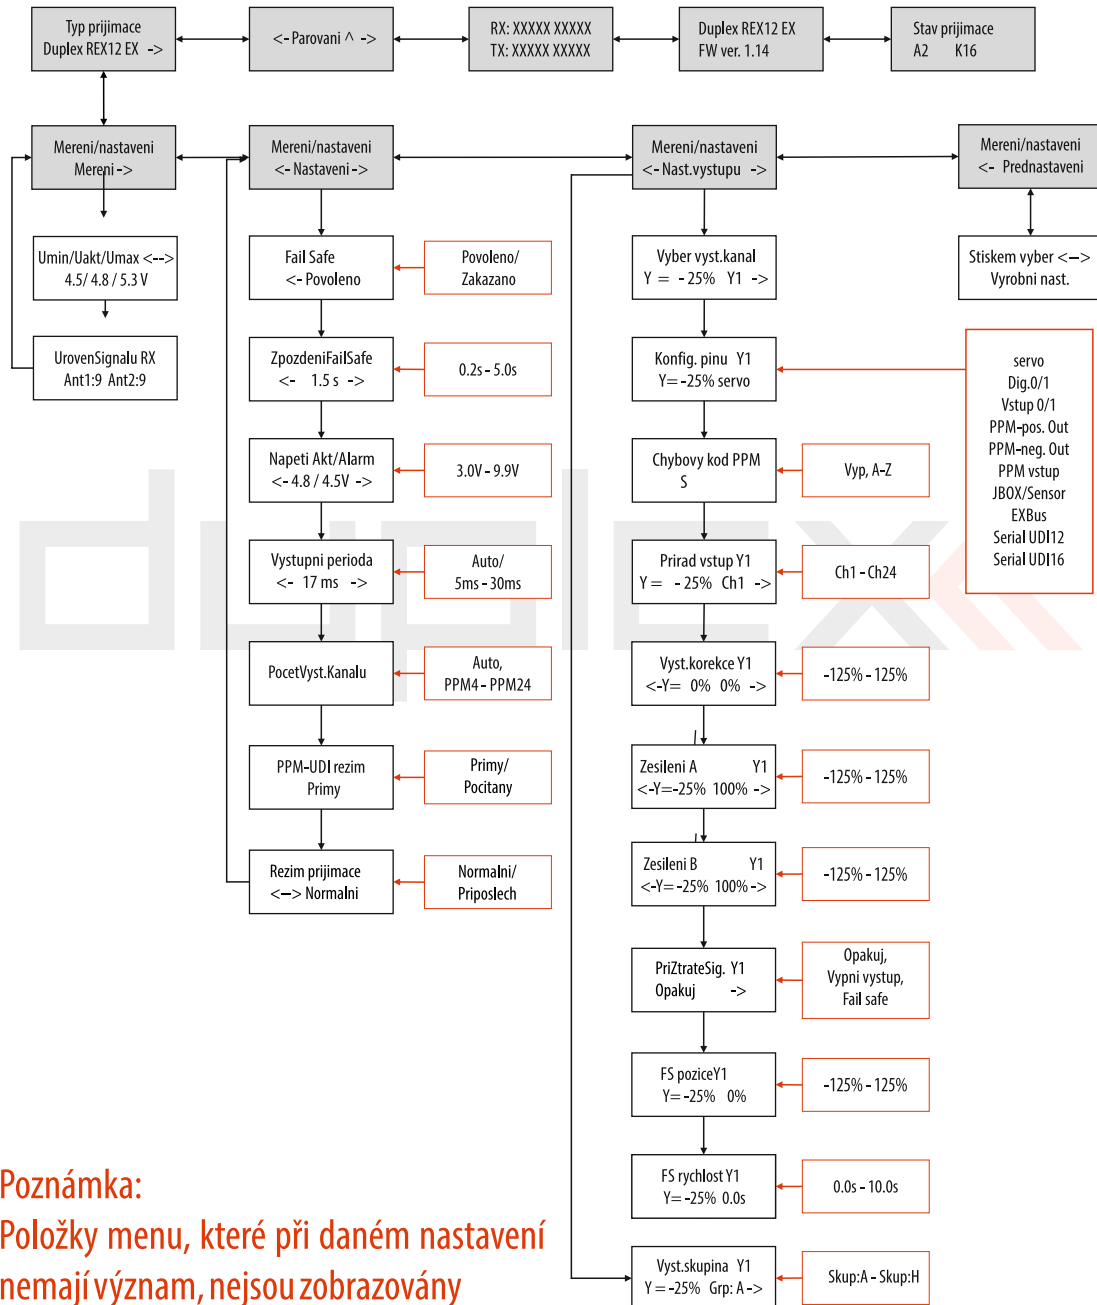 Typ prijimace
Duplex REX12 EX ->
<- Parovani ^ ->
RX: XXXXX XXXXX
TX: XXXXX XXXXX
Duplex REX12 EX
FW ver. 1.14
Stav prijimace
A2 K16
Mereni/nastaveni
Mereni ->
Mereni/nastaveni
<- Nastaveni->
Mereni/nastaveni
<- Nast.vystupu ->
Mereni/nastaveni
<- Prednastaveni
Umin/Uakt/Umax <-->
4.5/ 4.8 / 5.3 V
UrovenSignalu RX
Ant1:9 Ant2:9
Fail Safe
<- Povoleno
Povoleno/
Zakazano
ZpozdeniFailSafe
<- 1.5 s ->
0.2s - 5.0s
Napeti Akt/Alarm
<- 4.8 / 4.5V ->
3.0V - 9.9V
Vystupni perioda
<- 17 ms ->
Auto/
5ms - 30ms
PocetVyst.Kanalu
Auto,
PPM4 - PPM24
PPM-UDI rezim
Primy
Primy/
Pocitany
Rezim prijimace
<--> Normalni
Normalni/
Priposlech
Vyber vyst.kanal
Y = - 25% Y1 ->
Konfig. pinu Y1
Y= -25% servo
Chybovy kod PPM
S
Vyp, A-Z
Prirad vstup Y1
Y = - 25% Ch1 ->
Ch1 - Ch24
Vyst.korekce Y1
<-Y= 0% 0% ->
-125% - 125%
Zesileni A Y1
<-Y=-25% 100% ->
-125% - 125%
Zesileni B Y1
<-Y= -25% 100% ->
-125% - 125%
PriZtrateSig. Y1
Opakuj ->
Opakuj,
Vypni vystup,
Fail safe
FS poziceY1
Y= -25% 0%
-125% - 125%
FS rychlost Y1
Y= -25% 0.0s
0.0s - 10.0s
Vyst.skupina Y1
Y = -25% Grp: A ->
Skup:A - Skup:H
Stiskem vyber <-->
Vyrobni nast.
servo
Dig.0/1
Vstup 0/1
PPM-pos. Out
PPM-neg. Out
PPM vstup
JBOX/Sensor
EXBus
Serial UDI12
Serial UDI16
duplex
Poznámka:
Položky menu, které při daném nastavení
nemají význam, nejsou zobrazovány